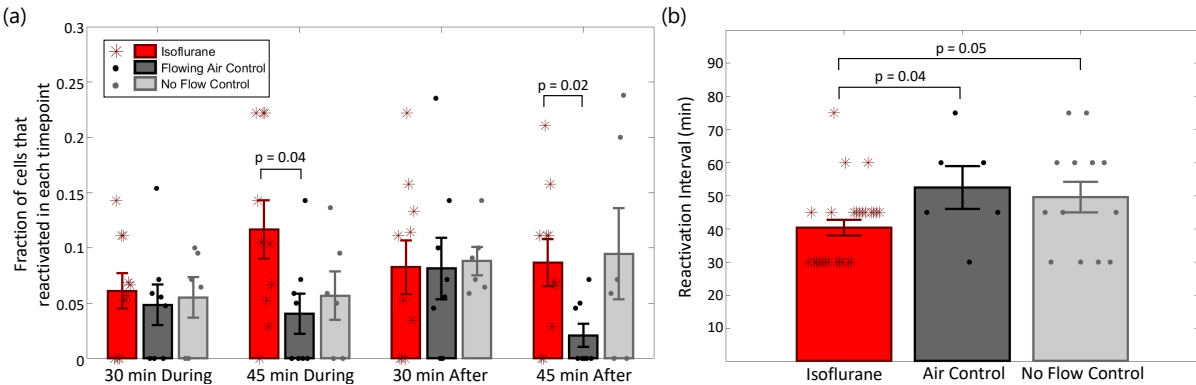 (a)
Fraction of cells that
reactivated in each timepoint
0.3
0.25
0.2
0.15
0.1
0.05
0
Isoflurane
Flowing Air Control
No Flow Control
p = 0.04
p = 0.02
30 min During
45 min During
30 min After
45 min After
(b)
Reactivation Interval (min)
90
80
70
60
50
40
30
20
10
p = 0.05
p = 0.04
Isoflurane
Air Control
No Flow Control